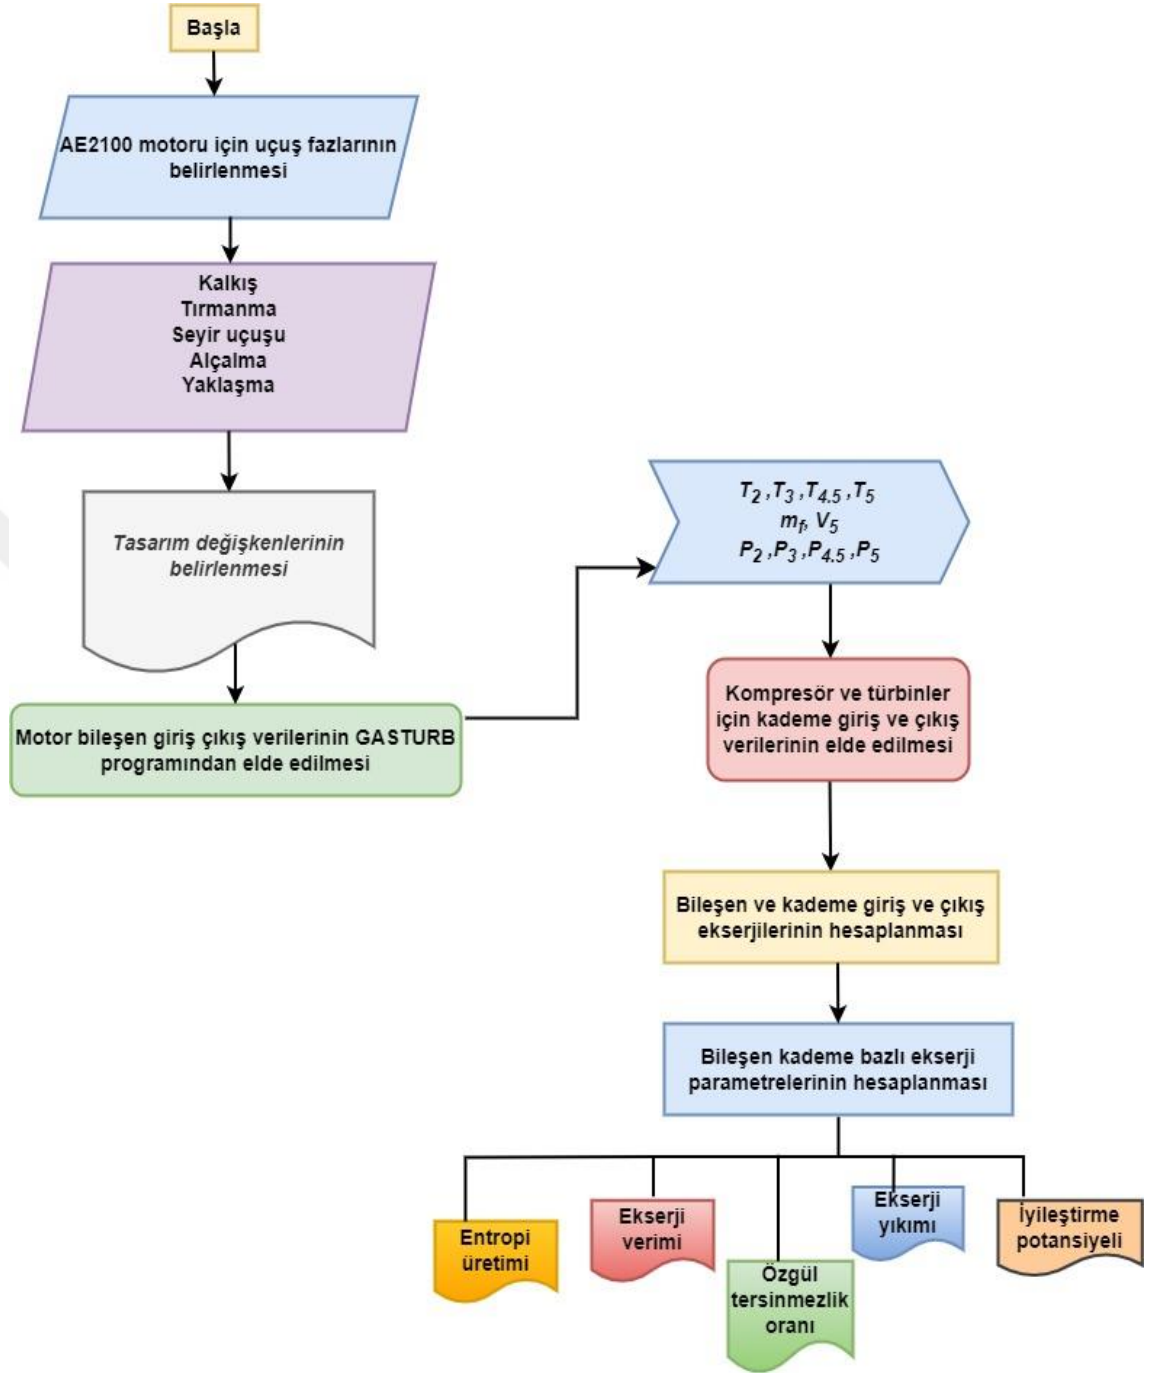 Başla
AE2100 motoru için uçuş fazlarının
belirlenmesi
Kalkış
Tırmanma
Seyir uçuşu
Alçalma
Yaklaşma
Tasarım değişkenlerinin
belirlenmesi
Motor bileşen giriş çıkış verilerinin GASTURB
programından elde edilmesi
T2 ,T3 ,T4.5 ,T5
mf, V5
P2 ,P3 ,P4.5 ,P5
Kompresör ve türbinler
için kademe giriş ve çıkış
verilerinin elde edilmesi
Bileşen ve kademe giriş ve çıkış
ekserjilerinin hesaplanması
Bileşen kademe bazlı ekserji
parametrelerinin hesaplanması
Entropi
üretimi
Ekserji
verimi
Özgül
tersinmezlik
oranı
Ekserji
yıkımı
İyileştirme
potansiyeli